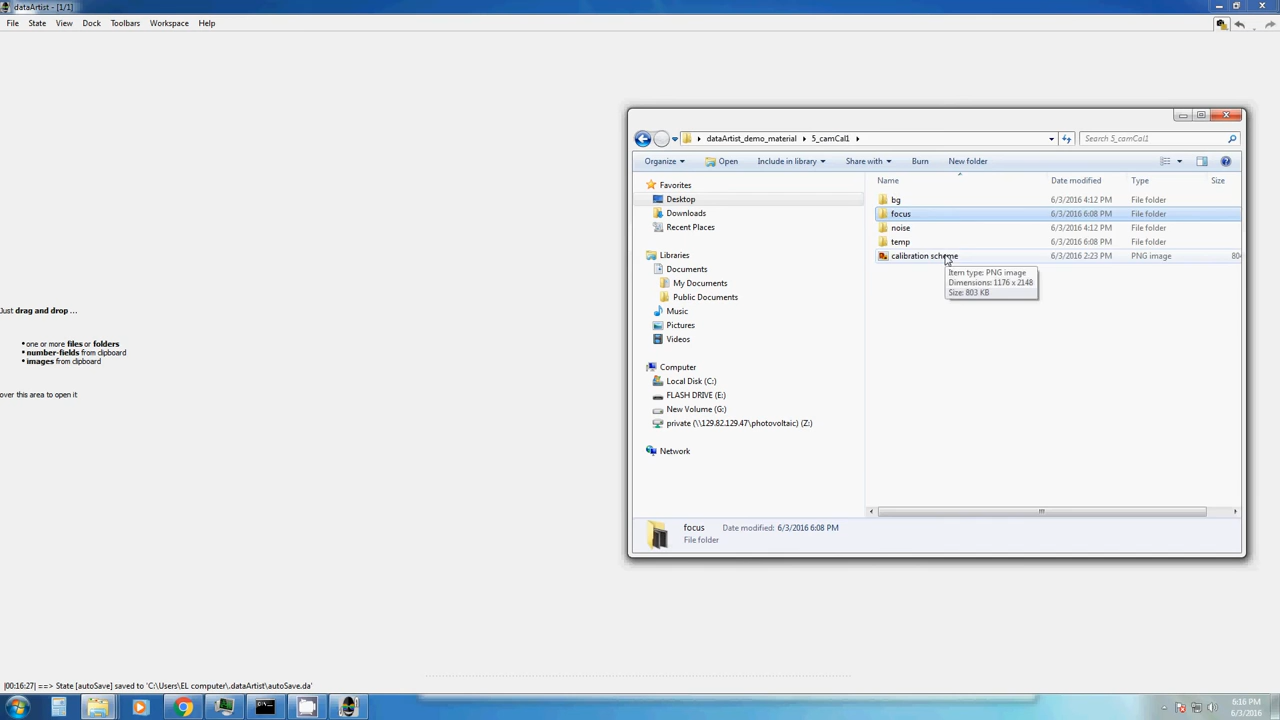 dataArtist - [1/1]
File State View Dock Toolbars Workspace Help
Just drag and drop ...
• one or more files or folders
• number-fields from clipboard
• images from clipboard
over this area to open it
|00:16:27| ==> State [autoSave] saved to 'C:\Users\EL computer\.dataArtist\autoSave.da'
dataArtist_demo_material 5_camCal1
Search 5_camCal1
Organize Open Include in library Share with Burn New folder
Favorites
Desktop
Downloads
Recent Places
Libraries
Documents
My Documents
Public Documents
Music
Pictures
Videos
Computer
Local Disk (C:)
FLASH DRIVE (E:)
New Volume (G:)
private (\\129.82.129.47\photovoltaic) (Z:)
Network
Name Date modified Type Size
bg 6/3/2016 4:12 PM File folder
focus 6/3/2016 6:08 PM File folder
noise 6/3/2016 4:12 PM File folder
temp 6/3/2016 6:08 PM File folder
calibration scheme 6/3/2016 2:23 PM PNG image 80
Item type: PNG image
Dimensions: 1176 x 2148
Size: 803 KB
focus Date modified: 6/3/2016 6:08 PM
File folder
6:16 PM
6/3/2016